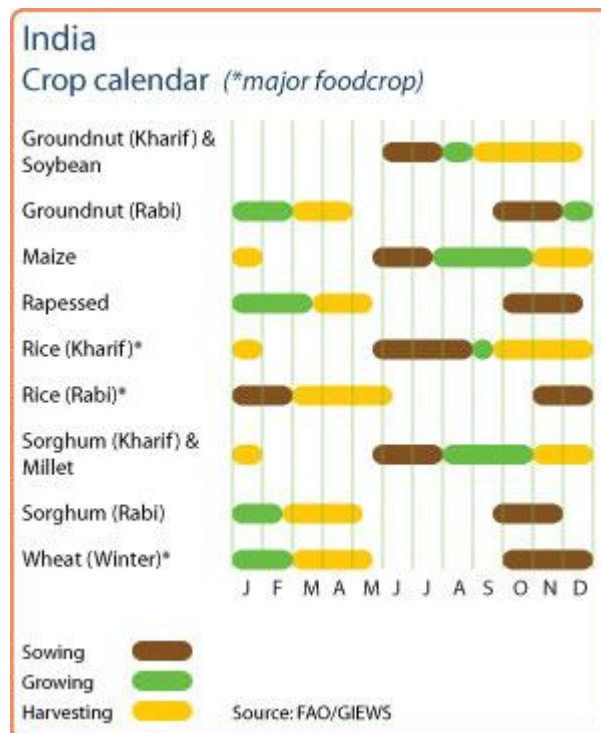 India
Crop calendar (*major foodcrop)
Groundnut (Kharif) &
Soybean
Groundnut (Rabi)
Maize
Rapessed
Rice (Kharif)*
Rice (Rabi)*
Sorghum (Kharif) &
Millet
Sorghum (Rabi)
Wheat (Winter)*
J F M A M J J A S O N D
Sowing
Growing
Harvesting Source: FAO/GIEWS